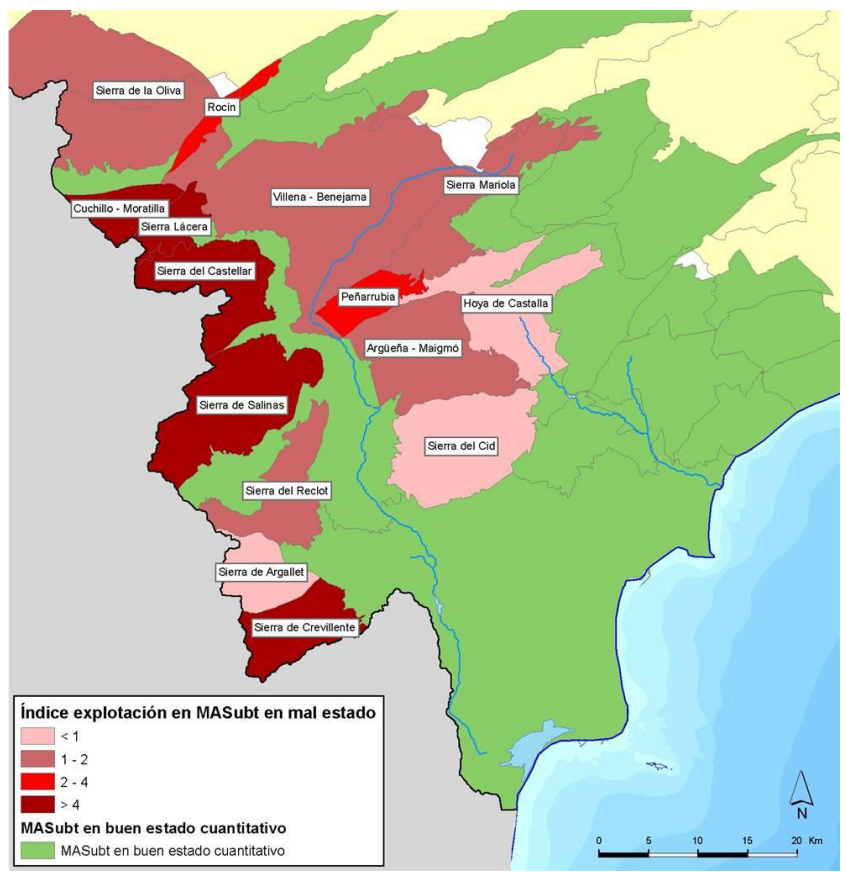 Sierra de la Oliva
Rocin
Sierra Mariola
Villena - Benejama
Cuchillo - Moratilla
Sierra Lácera
Sierra del Castellar
Peñarrubia
Hoya de Castalla
Argüeña - Maigmó
Sierra de Salinas
Sierra del Cid
Sierra del Reclot
Sierra de Argallet
Sierra de Crevillente
Índice explotación en MASubt en mal estado
< 1
1 - 2
2 - 4
> 4
MASubt en buen estado cuantitativo
MASubt en buen estado cuantitativo
N
0 5 10 15 20 Km